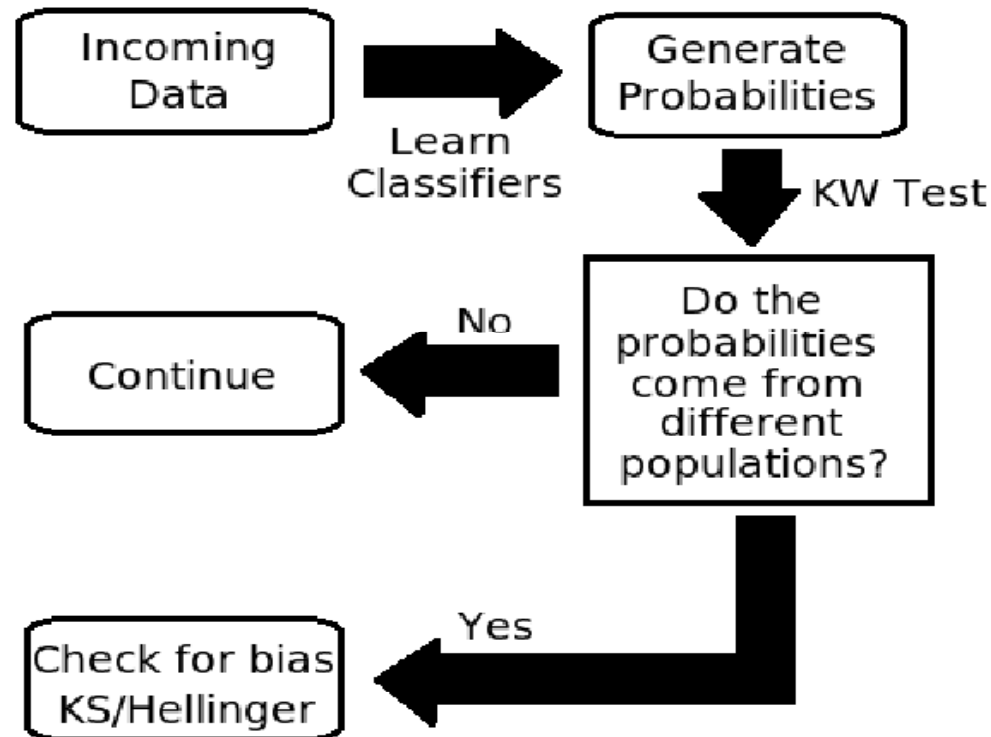 Incoming
Data
Learn
Classifiers
Generate
Probabilities
KW Test
Do the
probabilities
come from
different
populations?
No
Continue
Yes
Check for bias
KS/Hellinger